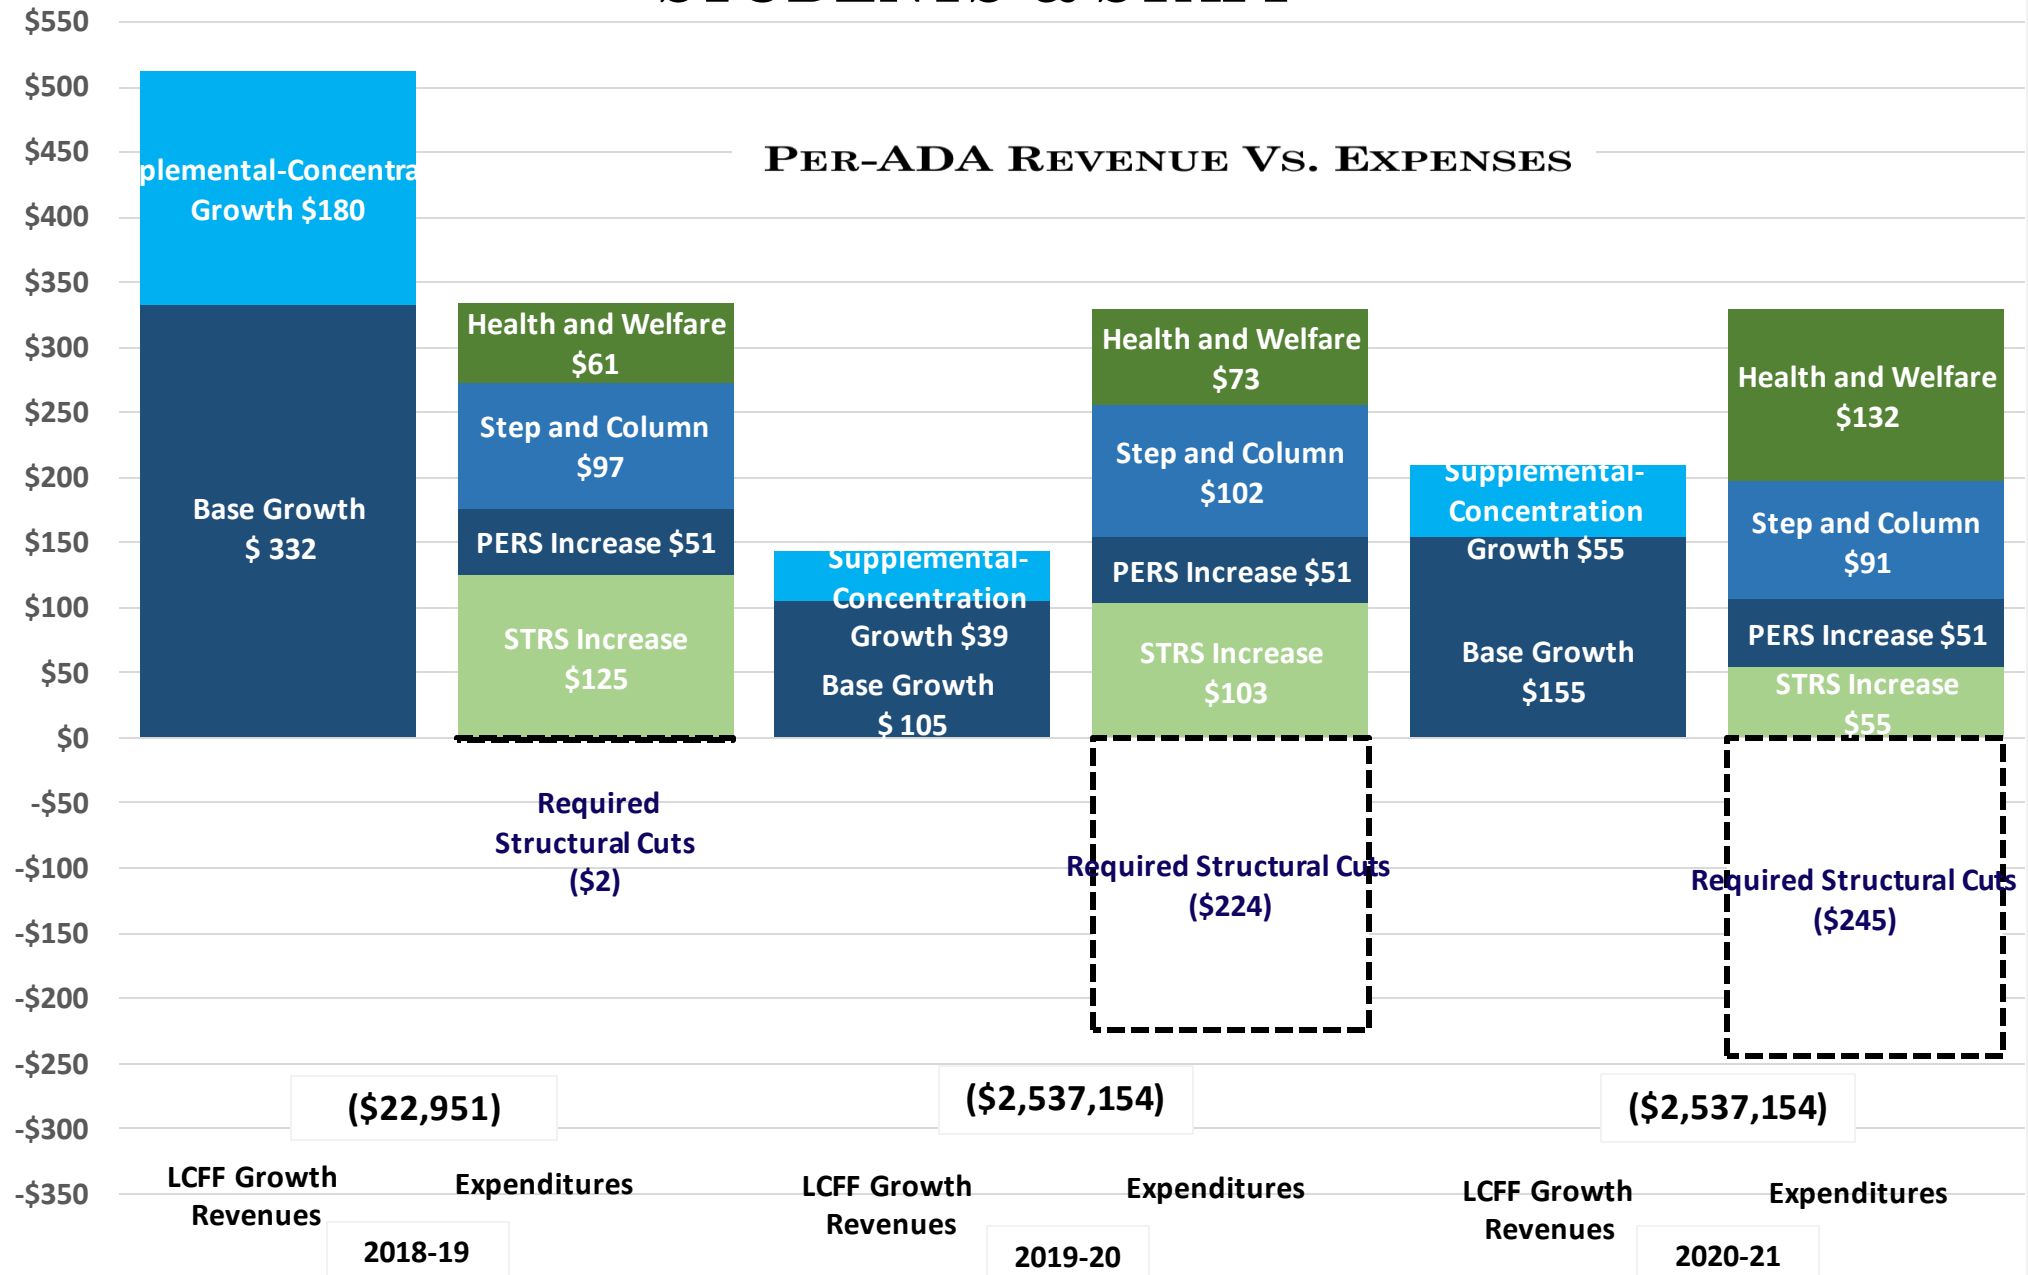 STUDENTS & STAFF
PER-ADA REVENUE VS. EXPENSES
$550
$500
$450
$400
$350
$300
$250
$200
$150
$100
$50
$0
-$50
-$100
-$150
-$200
-$250
-$300
-$350
plemental-Concentra
Growth $180
Base Growth
$ 332
Health and Welfare
$61
Step and Column
$97
PERS Increase $51
STRS Increase
$125
Required
Structural Cuts
($2)
Supplemental-
Concentration
Growth $39
Base Growth
$ 105
Health and Welfare
$73
Step and Column
$102
PERS Increase $51
STRS Increase
$103
Required Structural Cuts
($224)
Supplemental-
Concentration
Growth $55
Base Growth
$155
Health and Welfare
$132
Step and Column
$91
PERS Increase $51
STRS Increase
$55
Required Structural Cuts
($245)
($22,951)
($2,537,154)
($2,537,154)
LCFF Growth
Revenues
Expenditures
LCFF Growth
Revenues
Expenditures
LCFF Growth
Revenues
Expenditures
2018-19
2019-20
2020-21